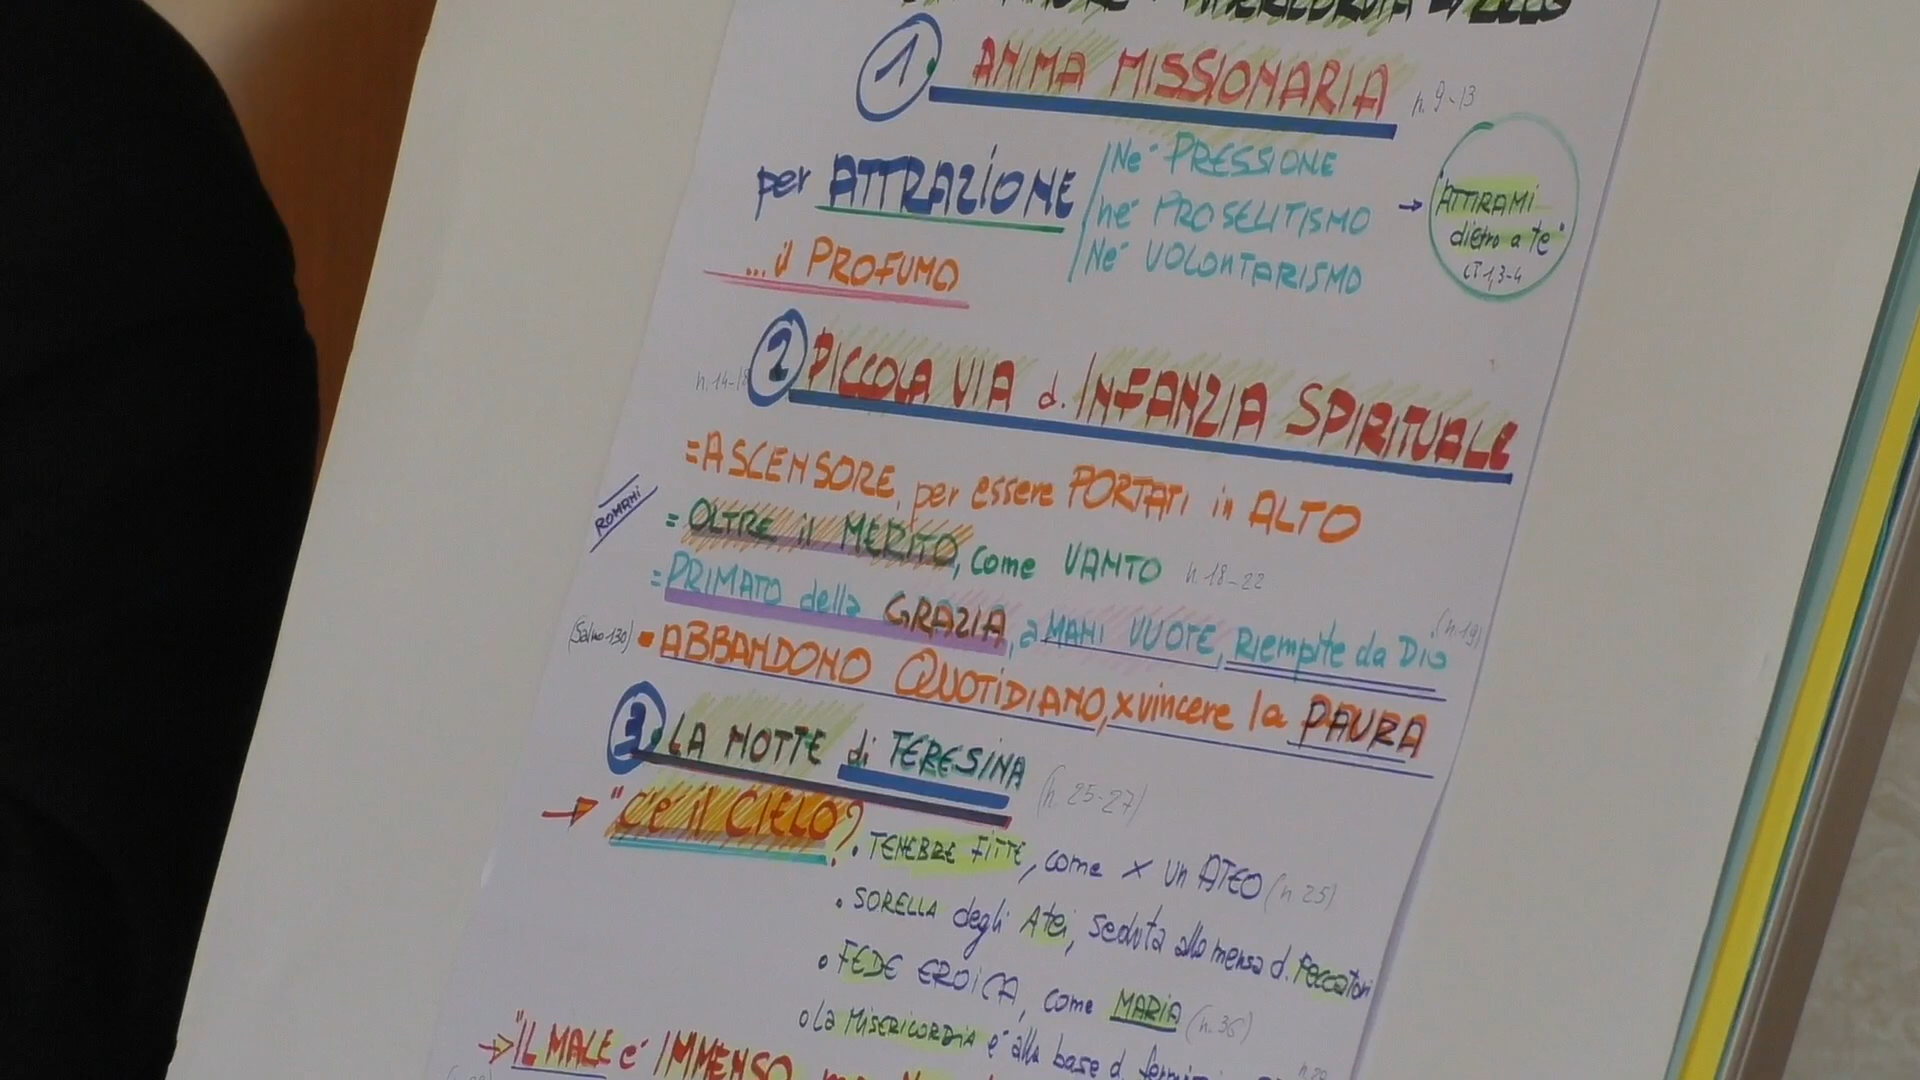 1 ANIMA MISSIONARIA n. 9-13
per ATTRAZIONE
Ne' PRESSIONE
ne' PROSELITISMO
Ne' VOLONTARISMO
→ "ATTIRAMI
dietro a te"
CT 1,3-4
... il PROFUMO
n. 14-18 2 PICCOLA VIA d. INFANZIA SPIRITUALE
= ASCENSORE, per essere PORTATI in ALTO
ROMANI
= OLTRE il MERITO, come VANTO n. 18-22
= PRIMATO della GRAZIA, a MANI VUOTE, Riempite da Dio (n. 19)
(Salmo 130) = ABBANDONO QUOTIDIANO, x vincere la PAURA
3. LA NOTTE di TERESINA (n. 25-27)
→ "C'è il CIELO?
• TENEBRE FITTE, come x un ATEO (n. 25)
• SORELLA degli Atei, seduta alla mensa d. Peccatori
• FEDE EROICA, come MARIA (n. 36)
• La MISERICORDIA è alla base d.
→ "IL MALE e' IMMENSO